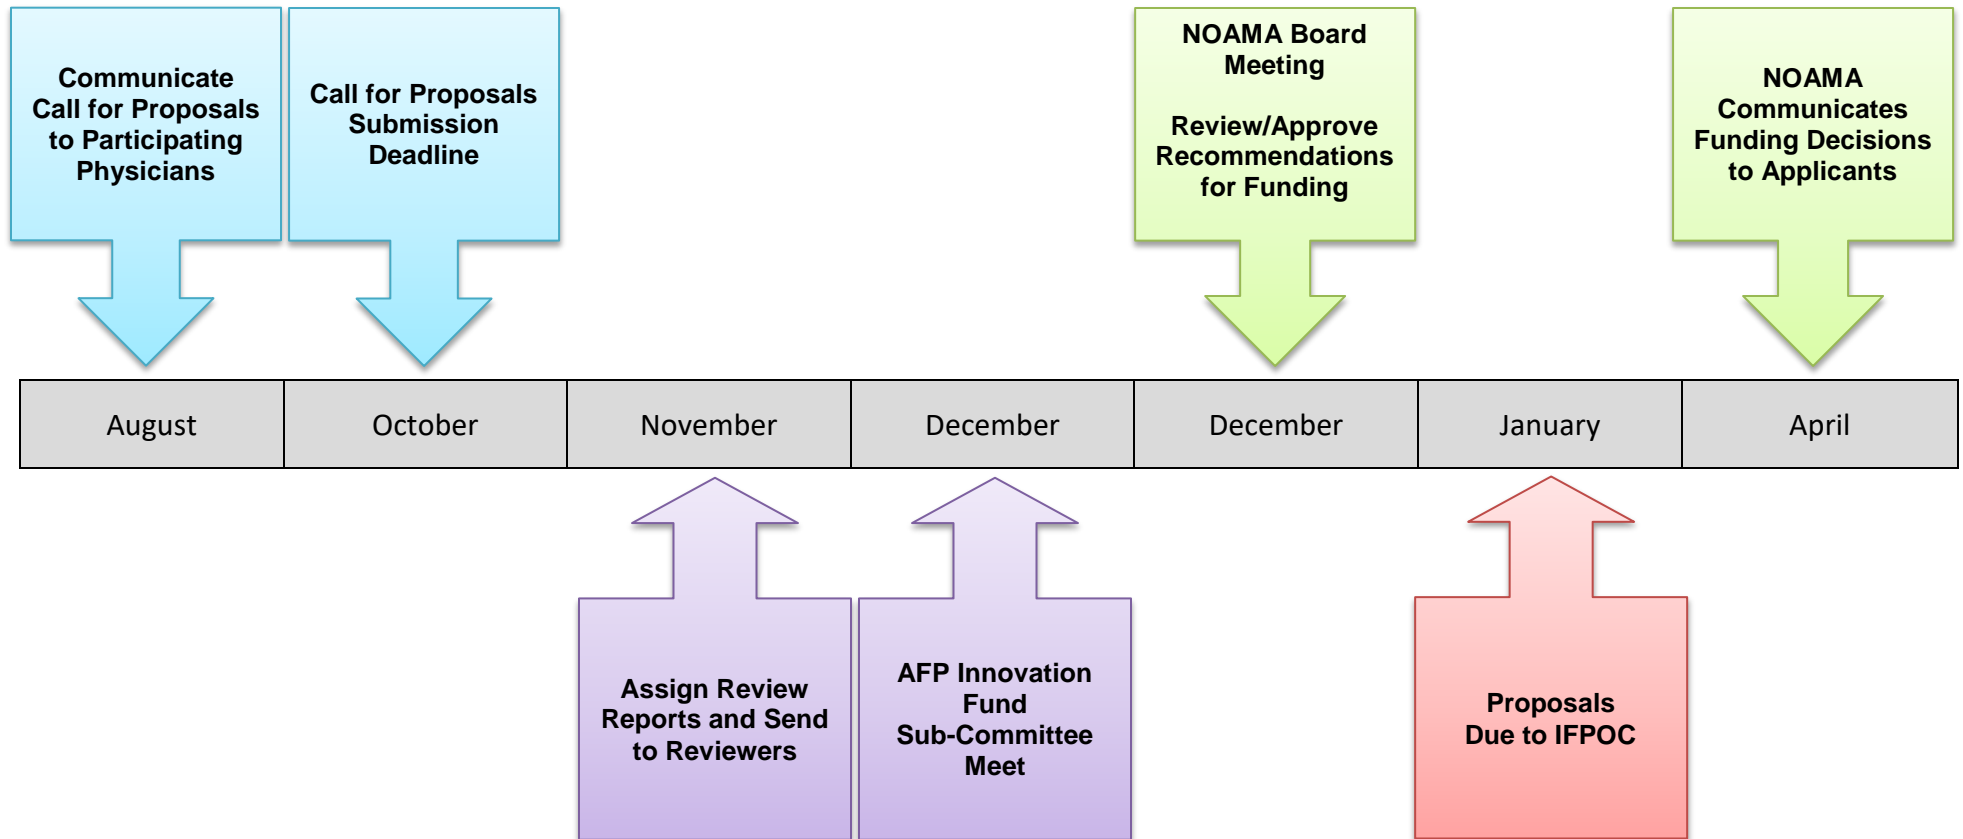 Communicate
Call for Proposals
to Participating
Physicians
Call for Proposals
Submission
Deadline
NOAMA Board
Meeting
Review/Approve
Recommendations
for Funding
NOAMA
Communicates
Funding Decisions
to Applicants
August
October
November
December
December
January
April
Assign Review
Reports and Send
to Reviewers
AFP Innovation
Fund
Sub-Committee
Meet
Proposals
Due to IFPOC